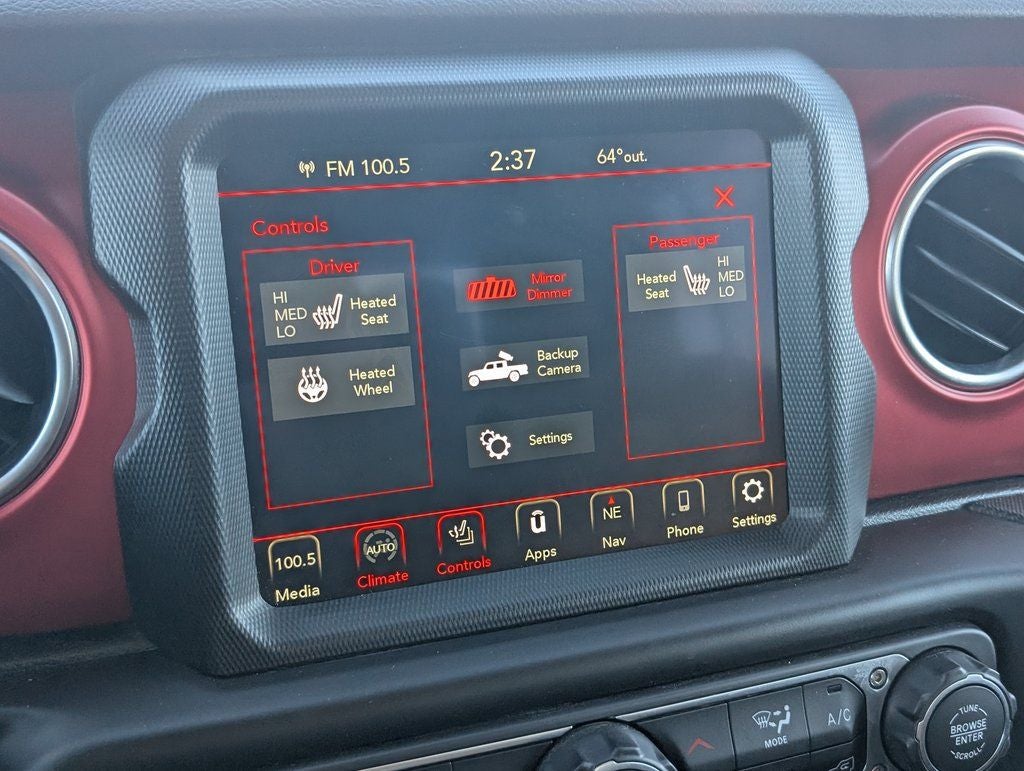 FM 100.5 2:37 64°out.
Controls
Driver
HI
MED
LO
Heated
Seat
Heated
Wheel
Mirror
Dimmer
Backup
Camera
Settings
Passenger
Heated
Seat
HI
MED
LO
100.5
Media
AUTO
Climate
Controls
u
Apps
NE
Nav
Phone
Settings
MODE
A/C
TUNE
BROWSE
ENTER
SCROLL